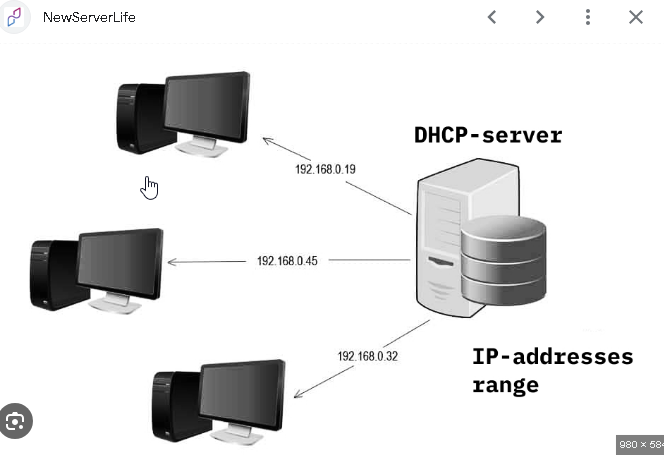 NewServerLife
DHCP-server
192.168.0.19
192.168.0.45
192.168.0.32
IP-addresses
range
980 × 584